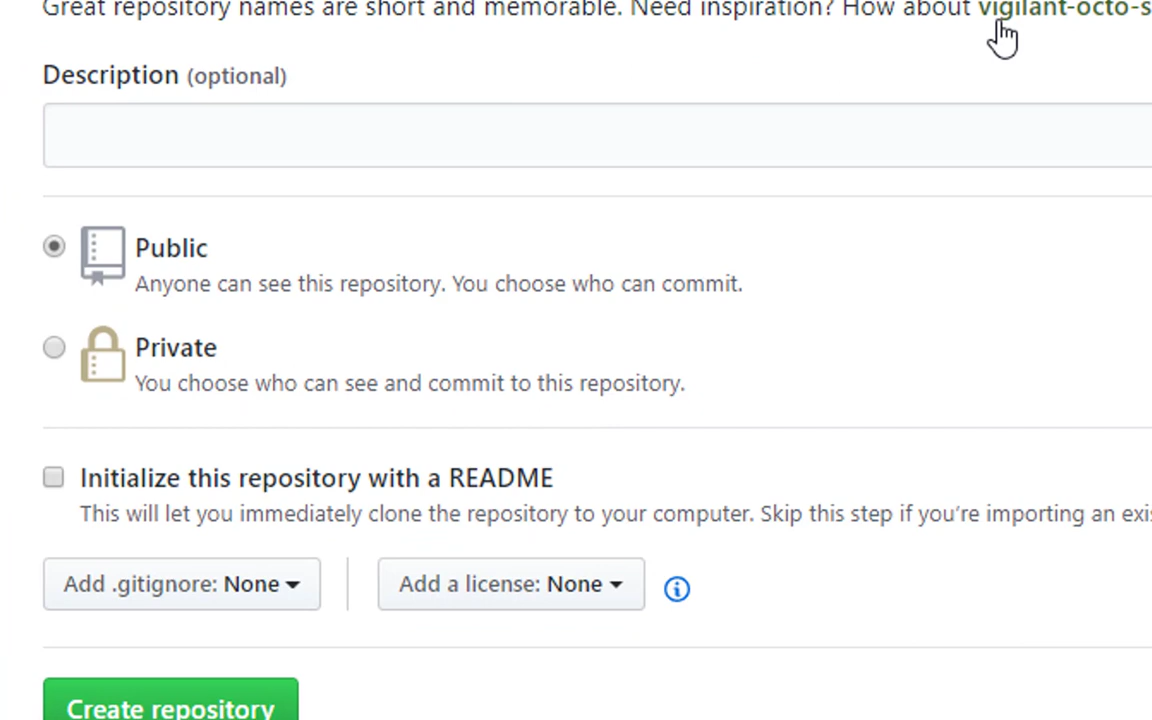 Great repository names are short and memorable. Need inspiration? How about vigilant-octo-s
Description (optional)
Public
Anyone can see this repository. You choose who can commit.
Private
You choose who can see and commit to this repository.
Initialize this repository with a README
This will let you immediately clone the repository to your computer. Skip this step if you’re importing an exi
Add .gitignore: None
Add a license: None
Create repository